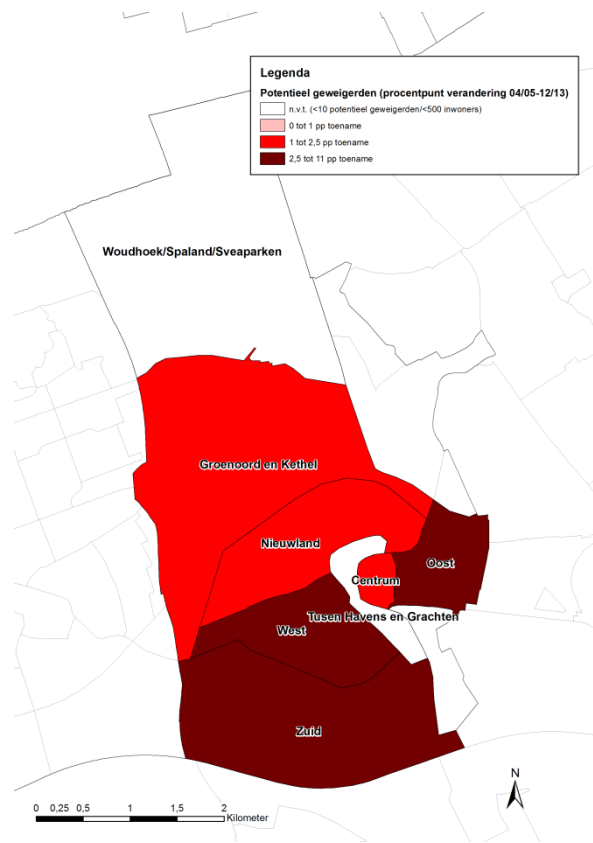 Legenda
Potentieel geweigerden (procentpunt verandering 04/05-12/13)
n.v.t. (<10 potentieel geweigerden/<500 inwoners)
0 tot 1 pp toename
1 tot 2,5 pp toename
2,5 tot 11 pp toename
Woudhoek/Spaland/Sveaparken
Groenoord en Kethel
Nieuwland
Oost
Centrum
Tusen Havens en Grachten
West
Zuid
N
0 0,25 0,5 1 1,5 2
Kilometer